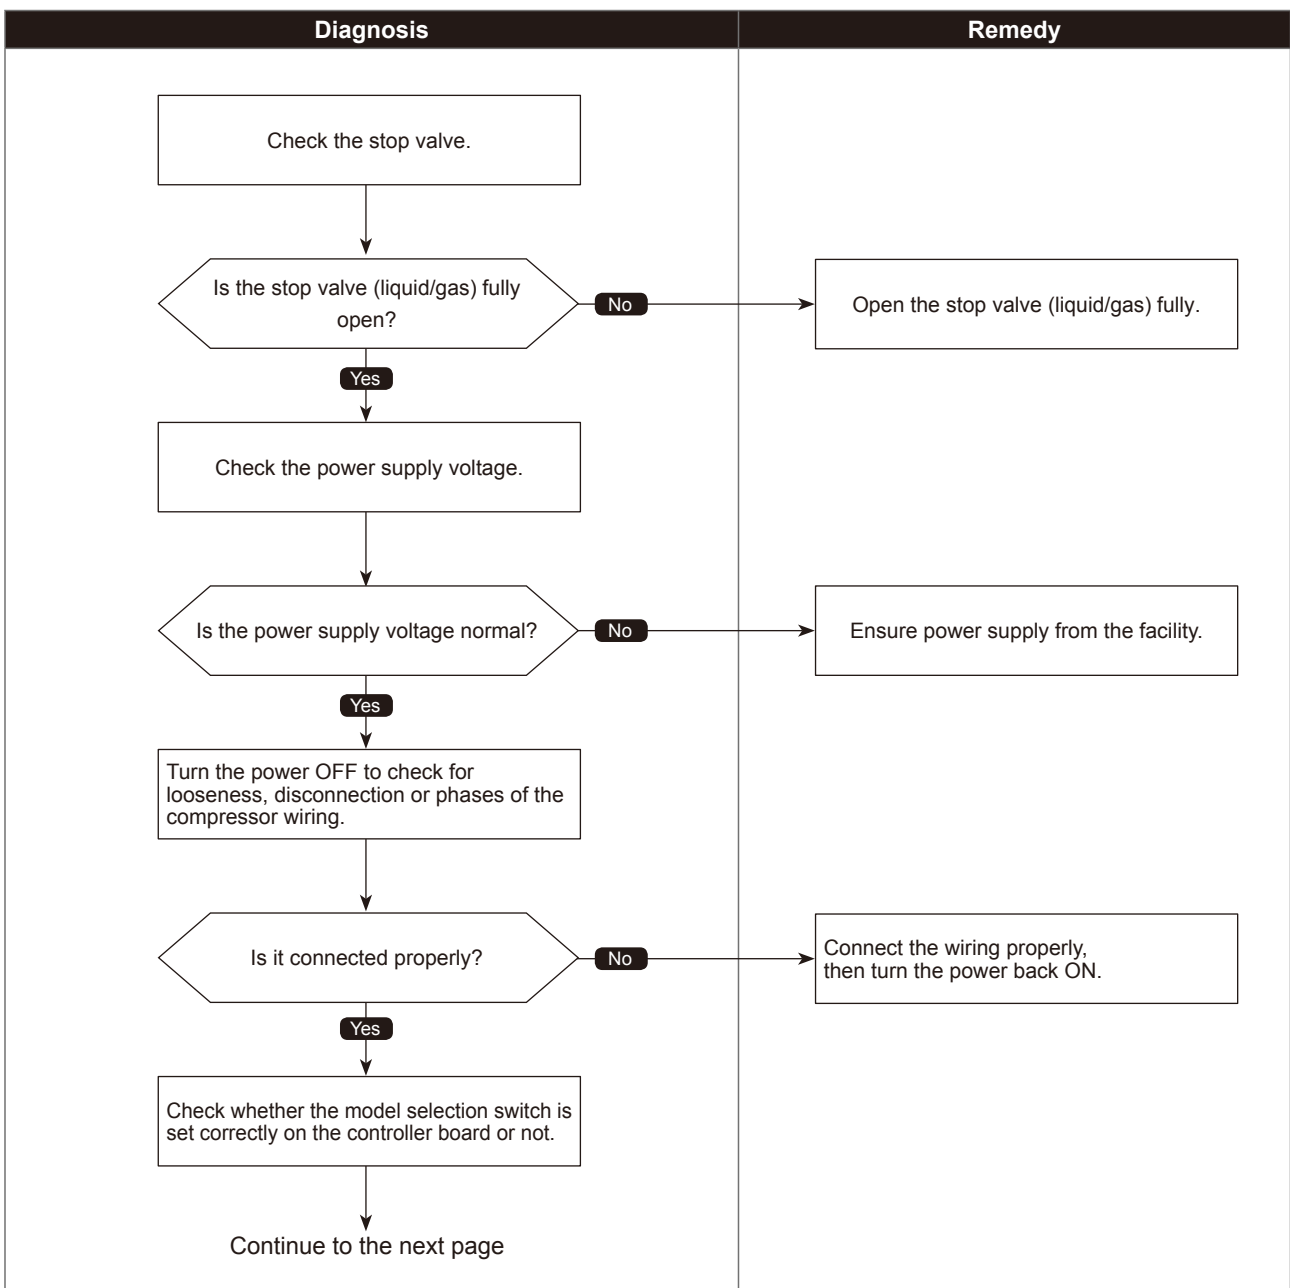 Diagnosis
Remedy
Check the stop valve.
Is the stop valve (liquid/gas) fully
open?
No
Open the stop valve (liquid/gas) fully.
Yes
Check the power supply voltage.
Is the power supply voltage normal?
No
Ensure power supply from the facility.
Yes
Turn the power OFF to check for
looseness, disconnection or phases of the
compressor wiring.
Is it connected properly?
No
Connect the wiring properly,
then turn the power back ON.
Yes
Check whether the model selection switch is
set correctly on the controller board or not.
Continue to the next page